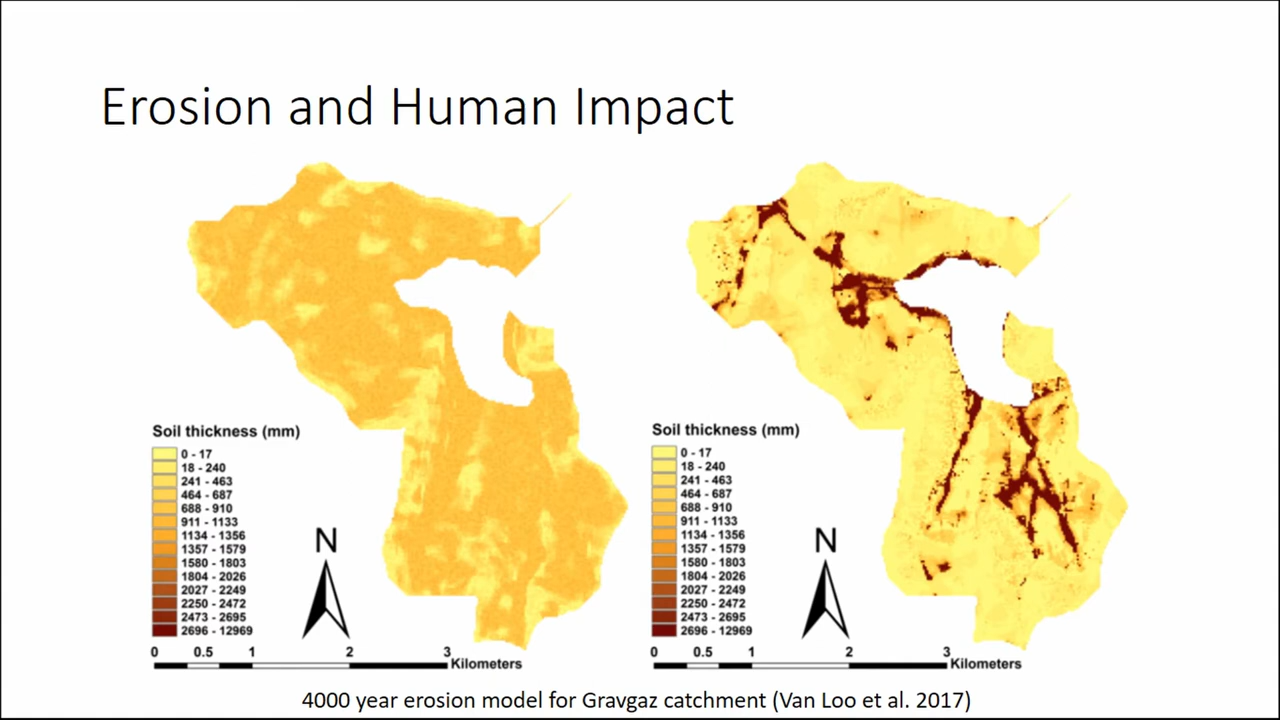 Erosion and Human Impact
Soil thickness (mm)
0 - 17
18 - 240
241 - 463
464 - 687
688 - 910
911 - 1133
1134 - 1356
1357 - 1579
1580 - 1803
1804 - 2026
2027 - 2249
2250 - 2472
2473 - 2695
2696 - 12969
N
0 0.5 1 2 3
Kilometers
Soil thickness (mm)
0 - 17
18 - 240
241 - 463
464 - 687
688 - 910
911 - 1133
1134 - 1356
1357 - 1579
1580 - 1803
1804 - 2026
2027 - 2249
2250 - 2472
2473 - 2695
2696 - 12969
N
0 0.5 1 2 3
Kilometers
4000 year erosion model for Gravgaz catchment (Van Loo et al. 2017)